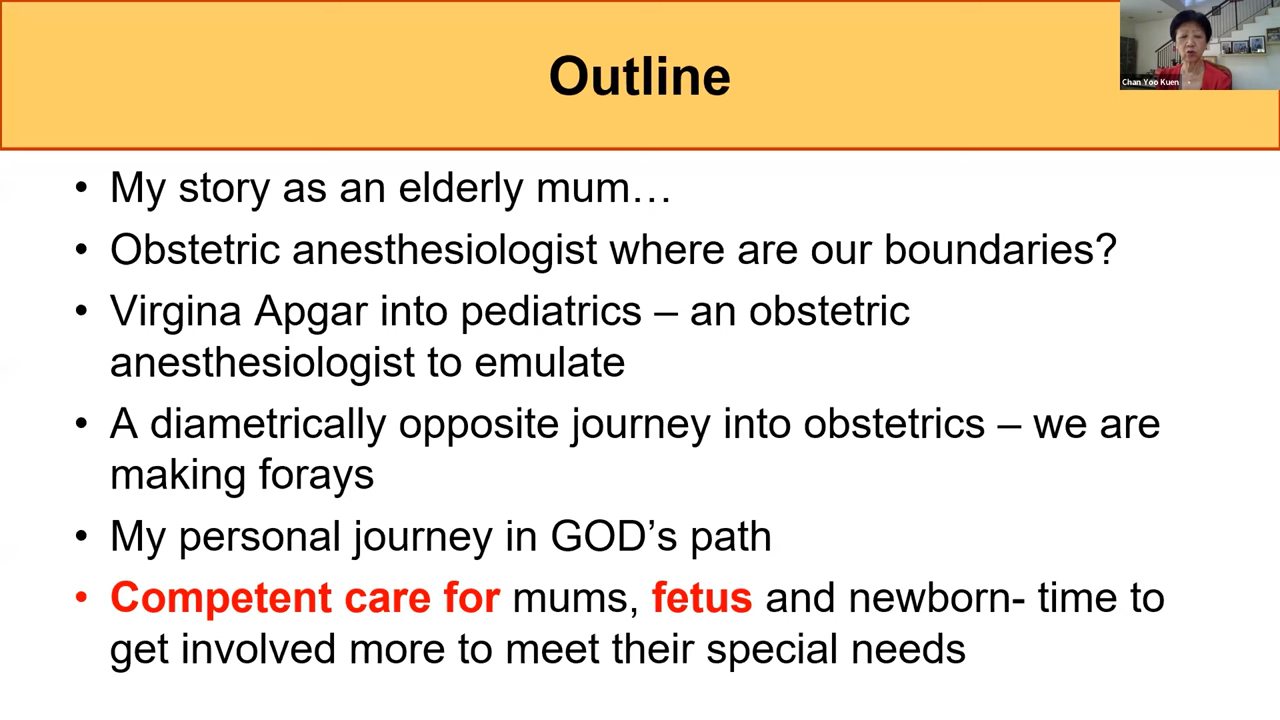 Outline
Chan Yoo Kuen
• My story as an elderly mum…
• Obstetric anesthesiologist where are our boundaries?
• Virgina Apgar into pediatrics – an obstetric
anesthesiologist to emulate
• A diametrically opposite journey into obstetrics – we are
making forays
• My personal journey in GOD’s path
• Competent care for mums, fetus and newborn- time to
get involved more to meet their special needs